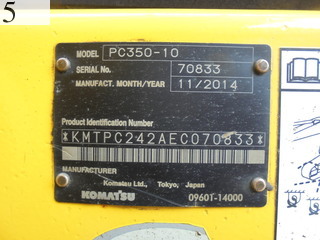 5
MODEL PC350-10
SERIAL No. 70833
MANUFACT. MONTH/YEAR 11/2014
Product Identification Number
*KMTPC242AEC070833*
MANUFACTURER
Komatsu Ltd., Tokyo, Japan
KOMATSU 09601-14000